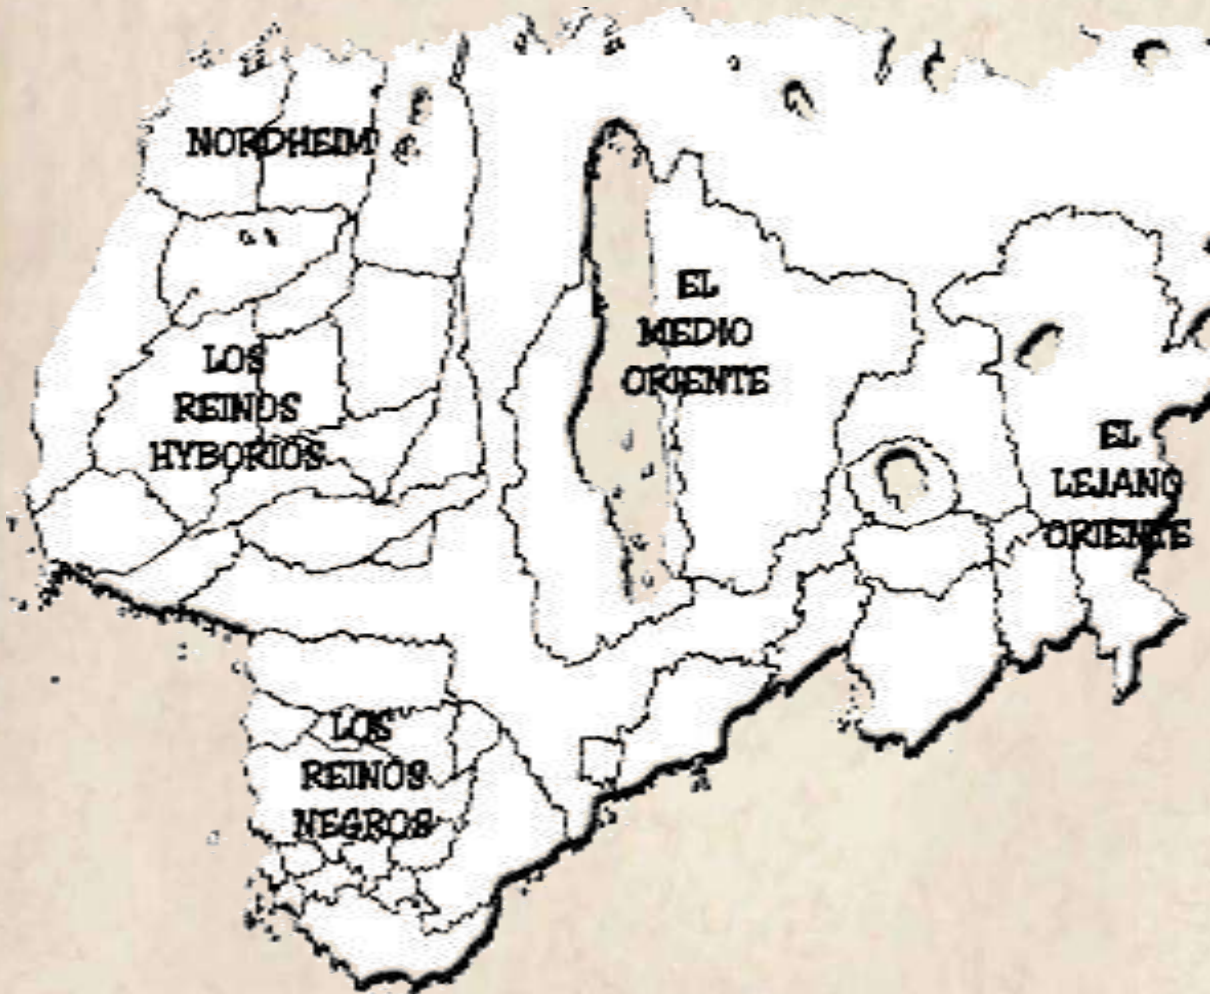 NORDHEIM
LOS
REINOS
HYBORIOS
EL
MEDIO
ORIENTE
EL
LEJANO
ORIENTE
LOS
REINOS
NEGROS